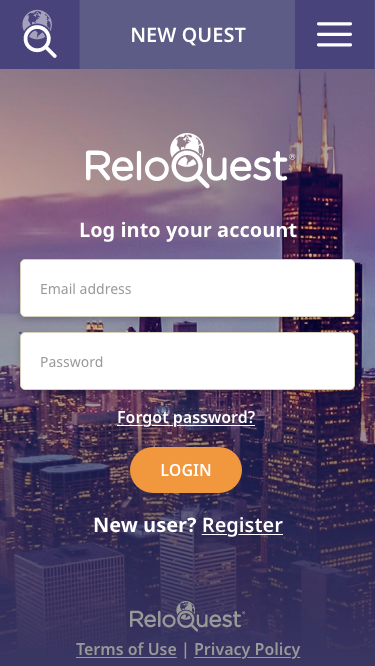 NEW QUEST
ReloQuest®
Log into your account
Email address
Password
Forgot password?
LOGIN
New user? Register
ReloQuest
Terms of Use | Privacy Policy